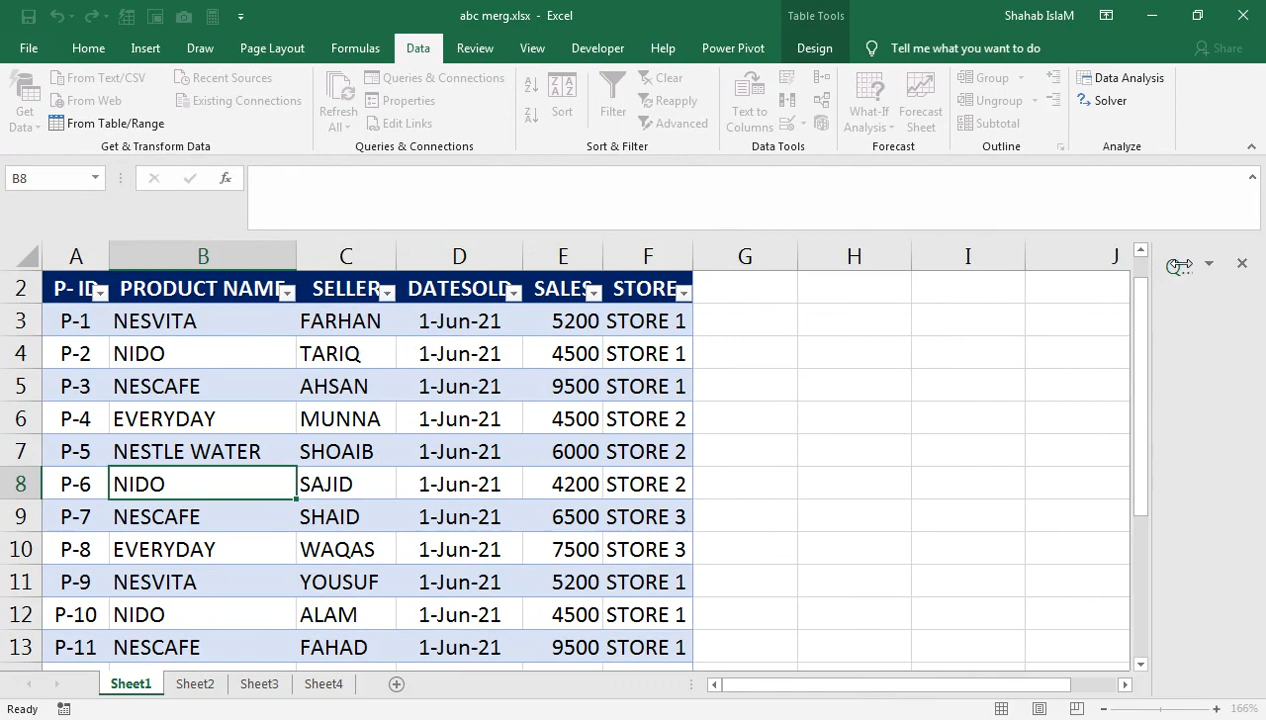 abc merg.xlsx - Excel
Table Tools
Shahab IslaM
File Home Insert Draw Page Layout Formulas Data Review View Developer Help Power Pivot Design Tell me what you want to do Share
Get Data
From Text/CSV
From Web
From Table/Range
Recent Sources
Existing Connections
Get & Transform Data
Refresh All
Queries & Connections
Properties
Edit Links
Queries & Connections
Sort
Filter
Clear
Reapply
Advanced
Sort & Filter
Text to Columns
Data Tools
What-If Analysis
Forecast Sheet
Forecast
Group
Ungroup
Subtotal
Outline
Data Analysis
Solver
Analyze
B8 fx
A B C D E F G H I J
2 P- ID PRODUCT NAME SELLER DATESOLD SALES STORE
3 P-1 NESVITA FARHAN 1-Jun-21 5200 STORE 1
4 P-2 NIDO TARIQ 1-Jun-21 4500 STORE 1
5 P-3 NESCAFE AHSAN 1-Jun-21 9500 STORE 1
6 P-4 EVERYDAY MUNNA 1-Jun-21 4500 STORE 2
7 P-5 NESTLE WATER SHOAIB 1-Jun-21 6000 STORE 2
8 P-6 NIDO SAJID 1-Jun-21 4200 STORE 2
9 P-7 NESCAFE SHAID 1-Jun-21 6500 STORE 3
10 P-8 EVERYDAY WAQAS 1-Jun-21 7500 STORE 3
11 P-9 NESVITA YOUSUF 1-Jun-21 5200 STORE 1
12 P-10 NIDO ALAM 1-Jun-21 4500 STORE 1
13 P-11 NESCAFE FAHAD 1-Jun-21 9500 STORE 1
Sheet1 Sheet2 Sheet3 Sheet4
Ready 166%